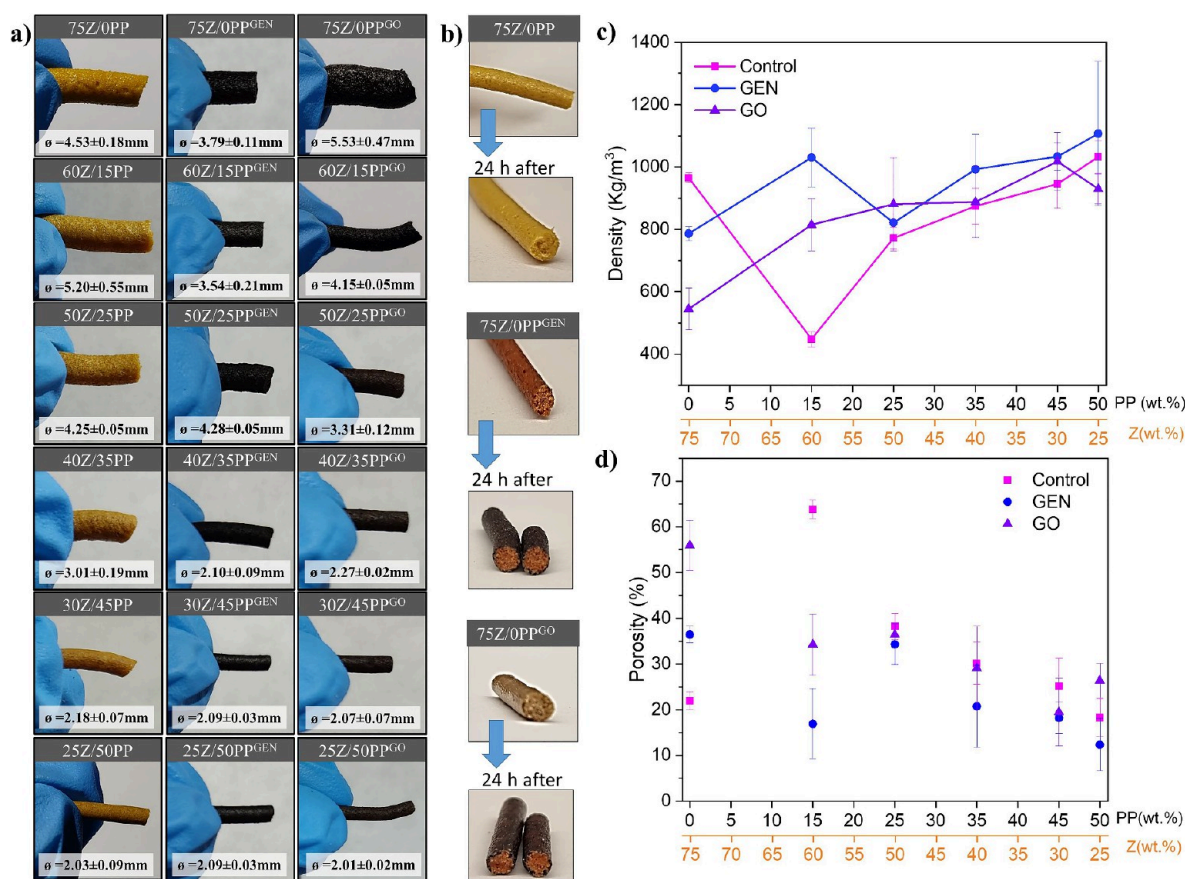 a)
75Z/0PP 75Z/0PPᴳᴱᴺ 75Z/0PPᴳᴼ
ø =4.53±0.18mm ø =3.79±0.11mm ø =5.53±0.47mm
60Z/15PP 60Z/15PPᴳᴱᴺ 60Z/15PPᴳᴼ
ø =5.20±0.55mm ø =3.54±0.21mm ø =4.15±0.05mm
50Z/25PP 50Z/25PPᴳᴱᴺ 50Z/25PPᴳᴼ
ø =4.25±0.05mm ø =4.28±0.05mm ø =3.31±0.12mm
40Z/35PP 40Z/35PPᴳᴱᴺ 40Z/35PPᴳᴼ
ø =3.01±0.19mm ø =2.10±0.09mm ø =2.27±0.02mm
30Z/45PP 30Z/45PPᴳᴱᴺ 30Z/45PPᴳᴼ
ø =2.18±0.07mm ø =2.09±0.03mm ø =2.07±0.07mm
25Z/50PP 25Z/50PPᴳᴱᴺ 25Z/50PPᴳᴼ
ø =2.03±0.09mm ø =2.09±0.03mm ø =2.01±0.02mm
b)
75Z/0PP
24 h after
75Z/0PPᴳᴱᴺ
24 h after
75Z/0PPᴳᴼ
24 h after
c)
Control
GEN
GO
Density (Kg/m³)
1400
1200
1000
800
600
400
0 5 10 15 20 25 30 35 40 45 50 PP (wt.%)
75 70 65 60 55 50 45 40 35 30 25 Z(wt.%)
d)
Control
GEN
GO
Porosity (%)
70
60
50
40
30
20
10
0
0 5 10 15 20 25 30 35 40 45 50 PP(wt.%)
75 70 65 60 55 50 45 40 35 30 25 Z(wt.%)